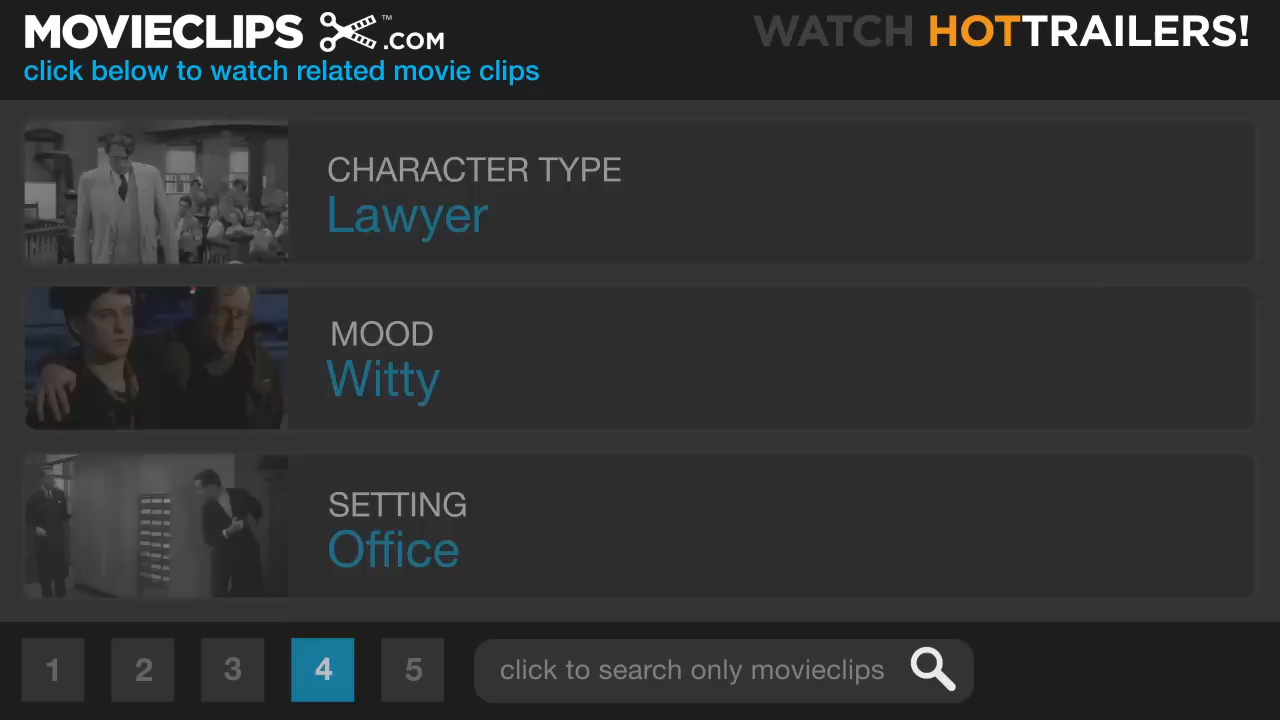 MOVIECLIPS™.COM
WATCH HOTTRAILERS!
click below to watch related movie clips
CHARACTER TYPE
Lawyer
MOOD
Witty
SETTING
Office
1 2 3 4 5 click to search only movieclips